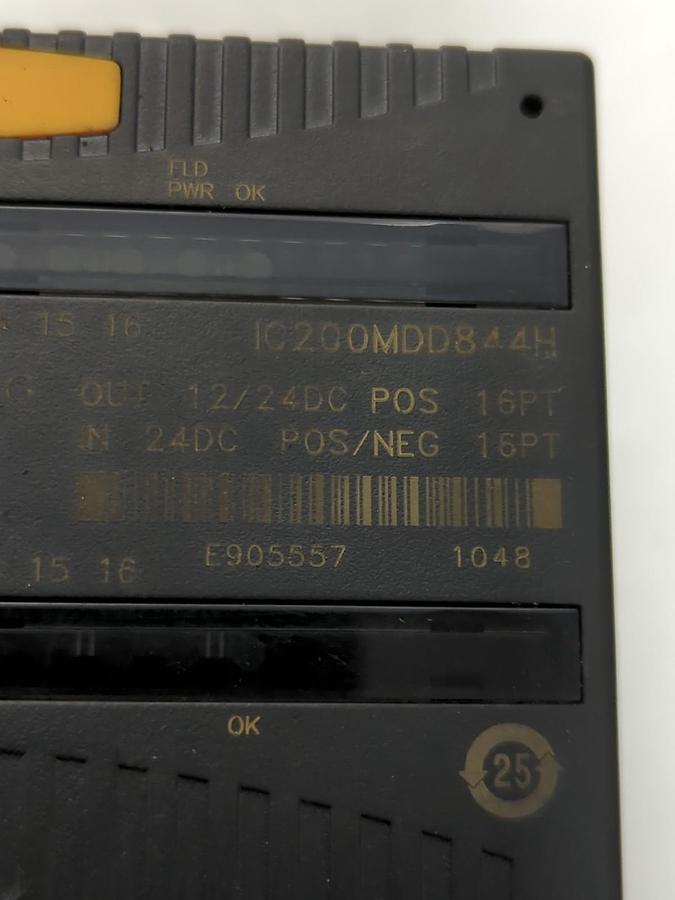 FLD
PWR OK
15 16
IC200MDD844H
OUT 12/24DC POS 16PT
IN 24DC POS/NEG 16PT
E905557 1048
15 16
OK
25